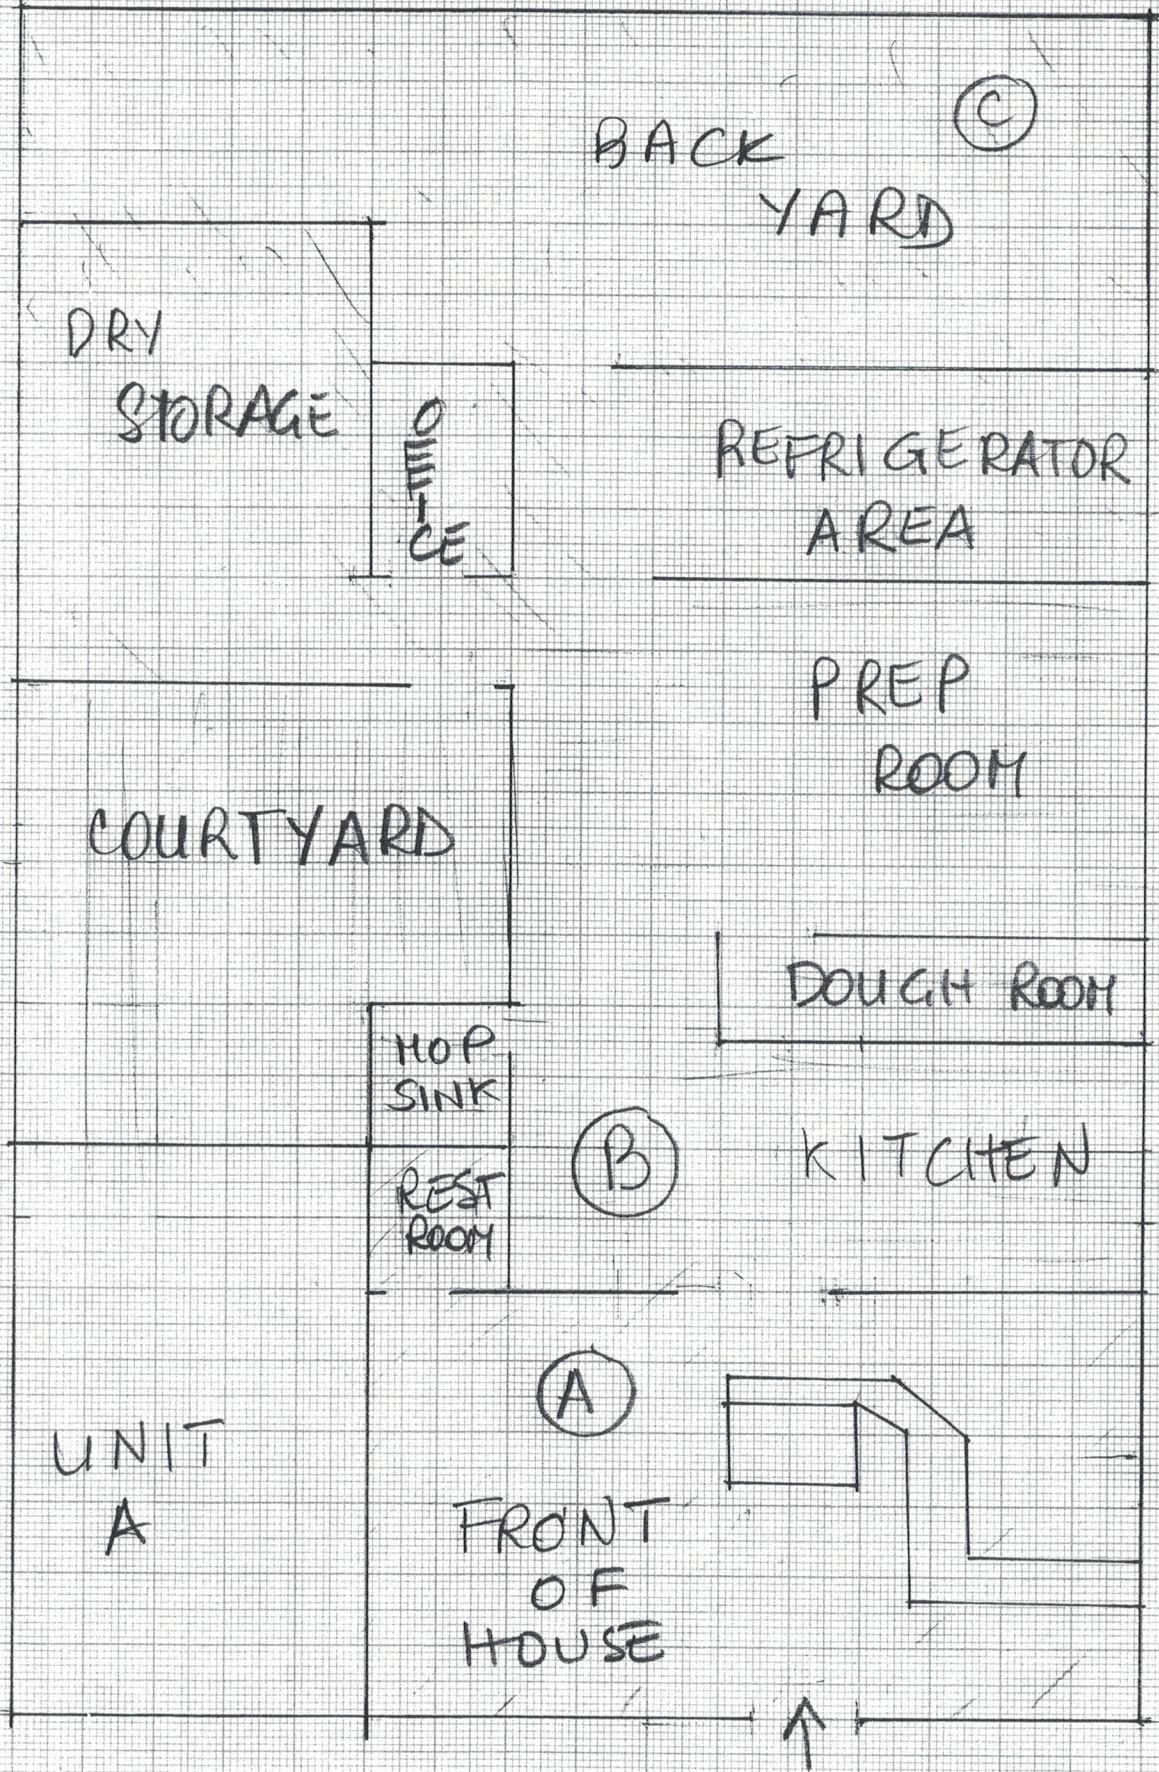 C
BACK
YARD
DRY
STORAGE
OFFICE
REFRIGERATOR
AREA
PREP
ROOM
COURTYARD
DOUGH ROOM
MOP
SINK
B
KITCHEN
REST
ROOM
A
UNIT
A
FRONT
OF
HOUSE